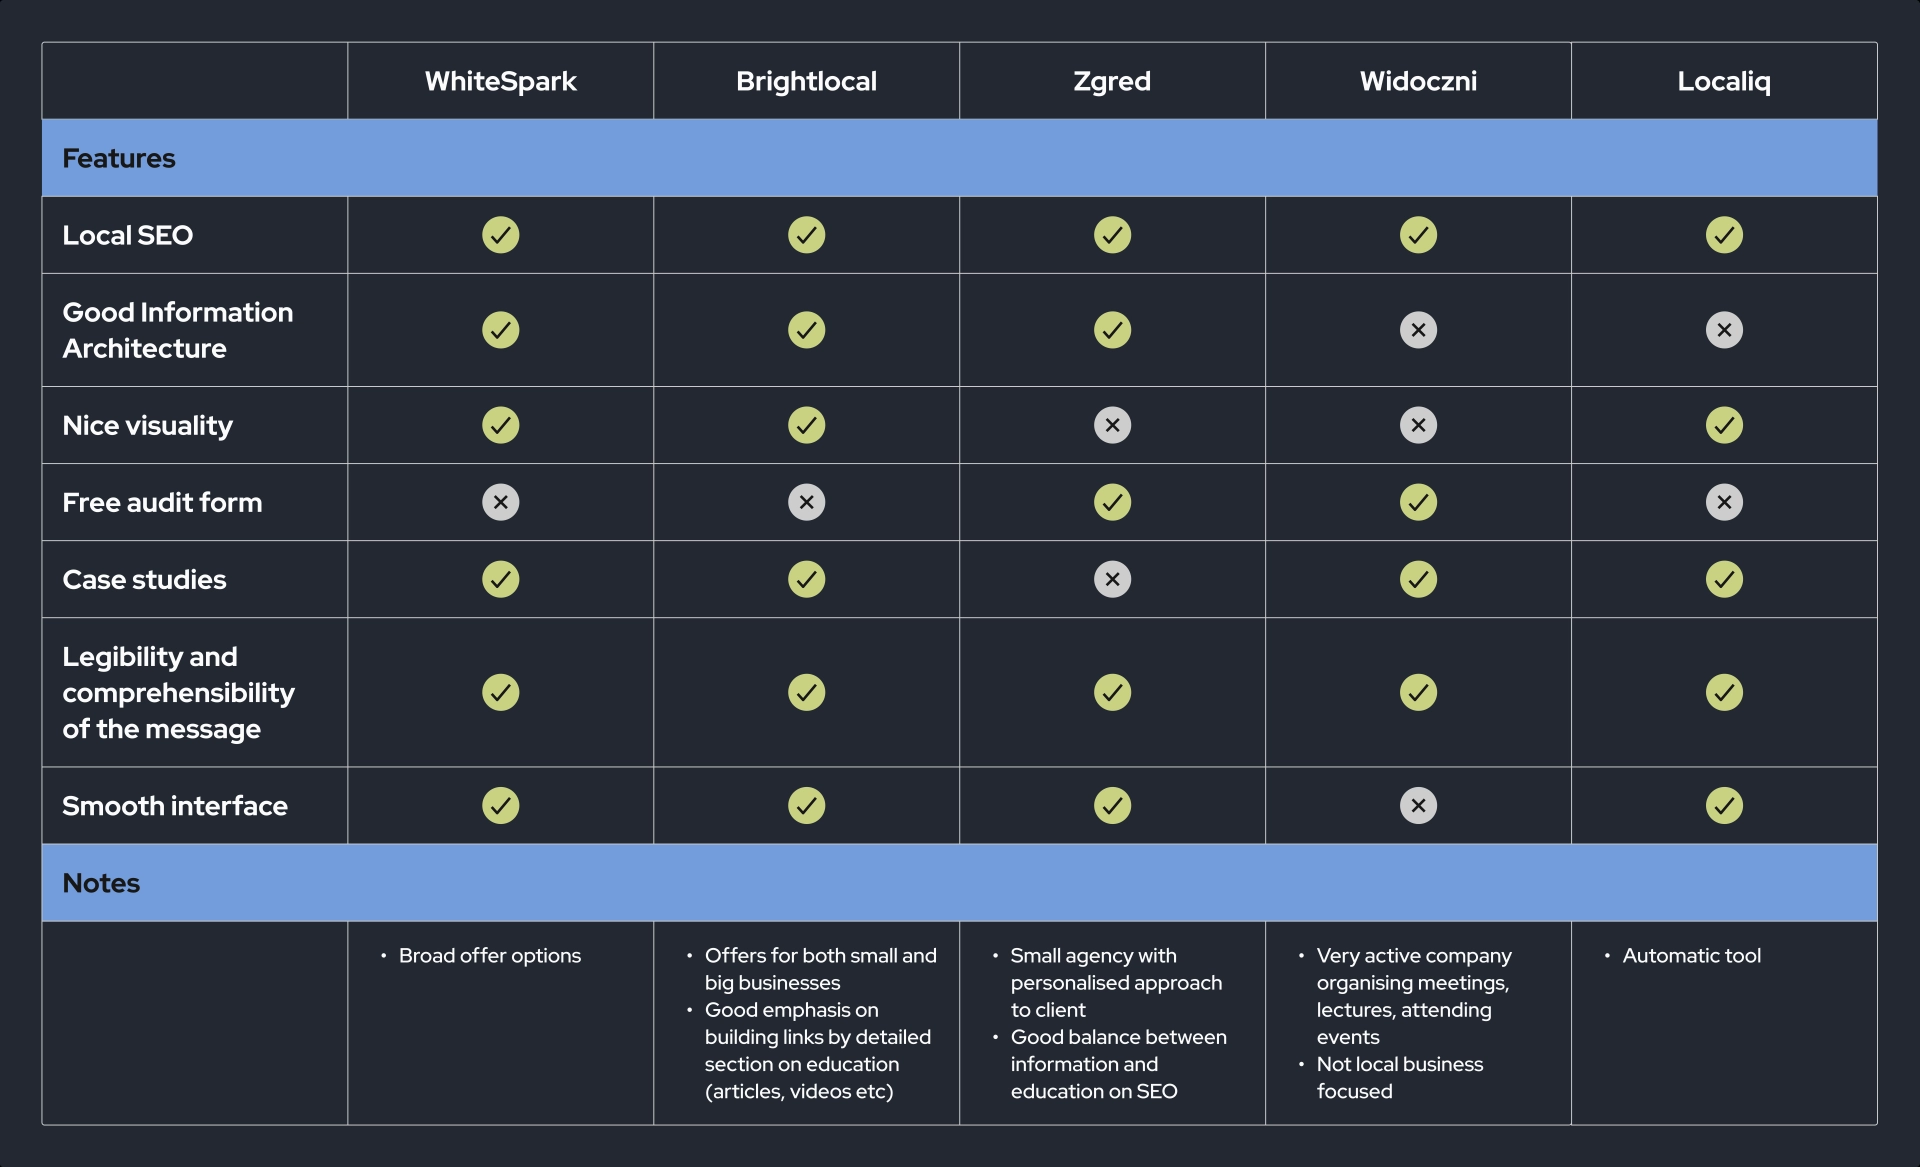 WhiteSpark
Brightlocal
Zgred
Widoczni
Localiq
Features
Local SEO
Good Information
Architecture
Nice visuality
Free audit form
Case studies
Legibility and
comprehensibility
of the message
Smooth interface
Notes
• Broad offer options
• Offers for both small and
big businesses
• Good emphasis on
building links by detailed
section on education
(articles, videos etc)
• Small agency with
personalised approach
to client
• Good balance between
information and
education on SEO
• Very active company
organising meetings,
lectures, attending
events
• Not local business
focused
• Automatic tool